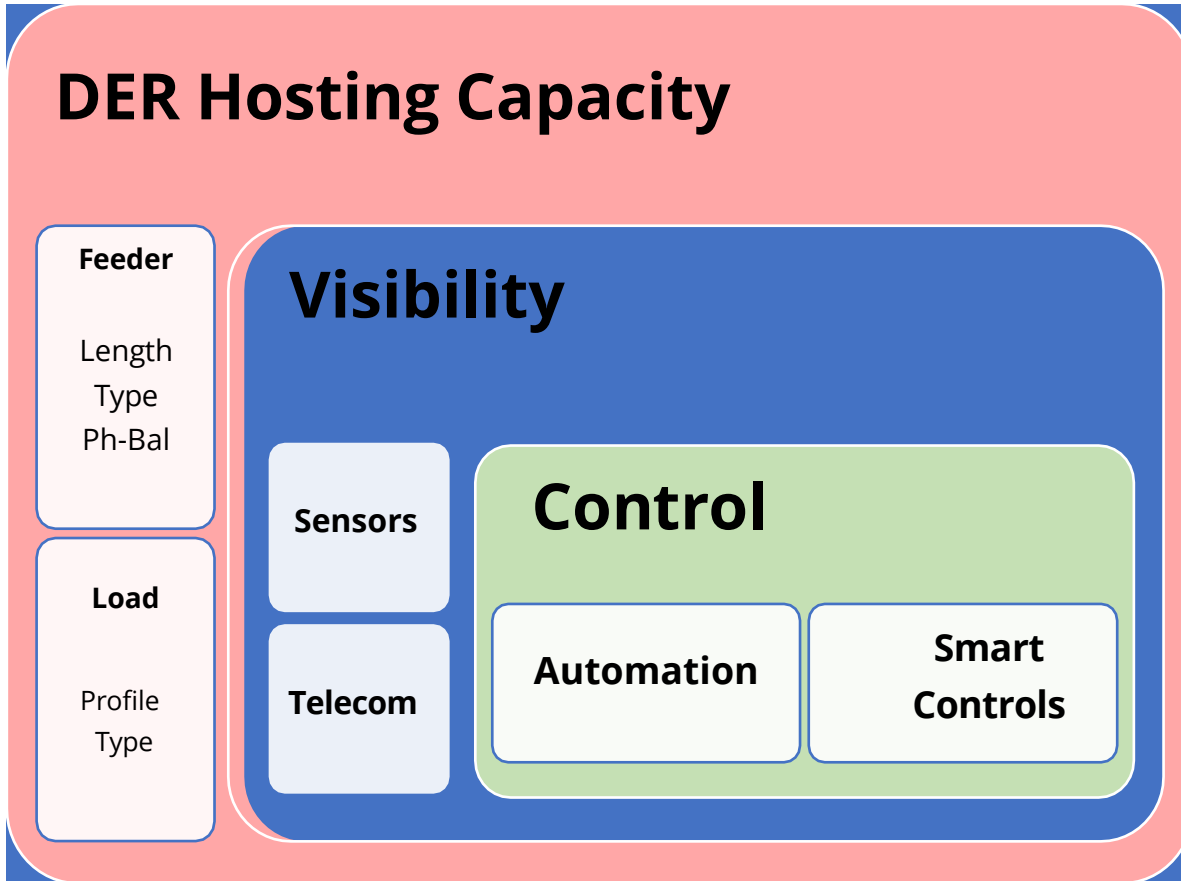 DER Hosting Capacity
Feeder
Length
Type
Ph-Bal
Load
Profile
Type
Visibility
Sensors
Telecom
Control
Automation
Smart
Controls